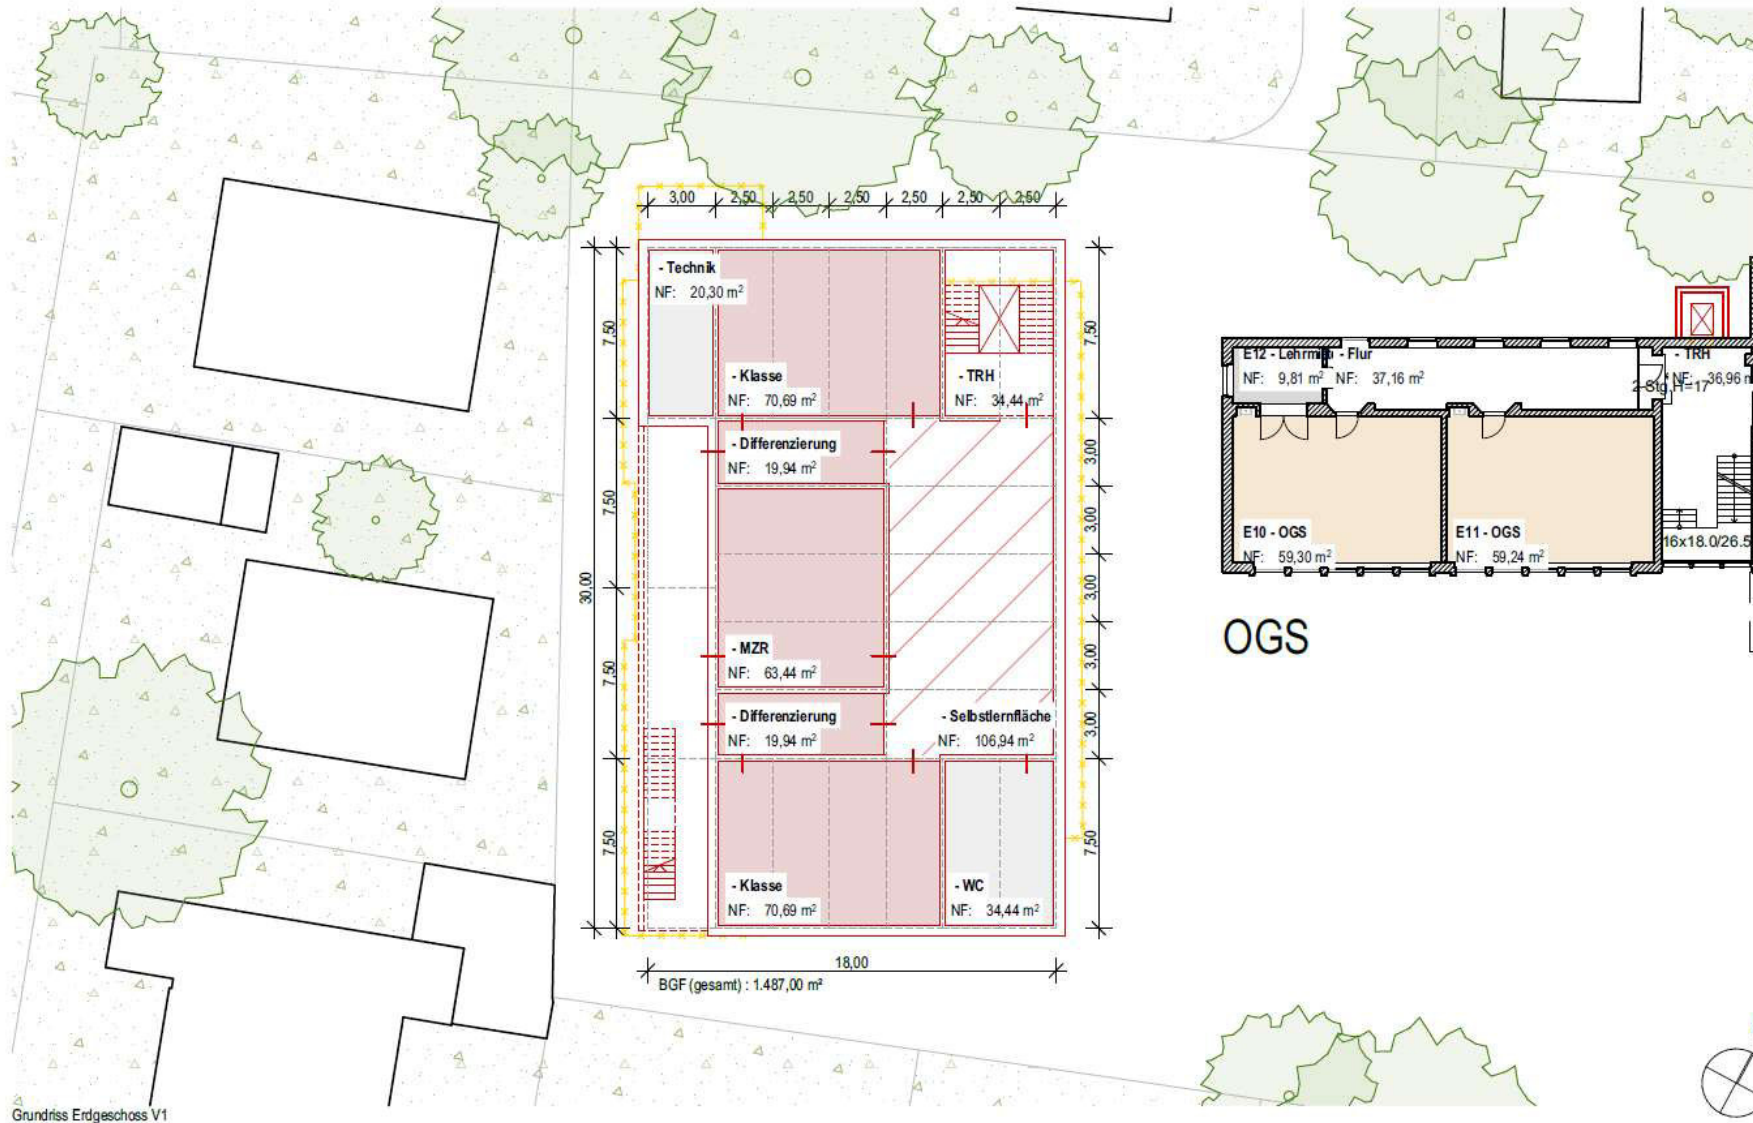 3,00 2,50 2,50 2,50 2,50 2,50 2,50
- Technik
NF: 20,30 m²
7,50
7,50
- Klasse
NF: 70,69 m²
- TRH
NF: 34,44 m²
E12 - Lehrmi
NF: 9,81 m²
- Flur
NF: 37,16 m²
- TRH
NF: 36,96 m
2 Stg H=17
- Differenzierung
NF: 19,94 m²
3,00
7,50
3,00
E10 - OGS
NF: 59,30 m²
E11 - OGS
NF: 59,24 m²
16x18.0/26.5
30,00
3,00
OGS
- MZR
NF: 63,44 m²
7,50
3,00
- Differenzierung
NF: 19,94 m²
- Selbstlernfläche
NF: 106,94 m²
3,00
7,50
7,50
- Klasse
NF: 70,69 m²
- WC
NF: 34,44 m²
18,00
BGF (gesamt) : 1.487,00 m²
Grundriss Erdgeschoss V1